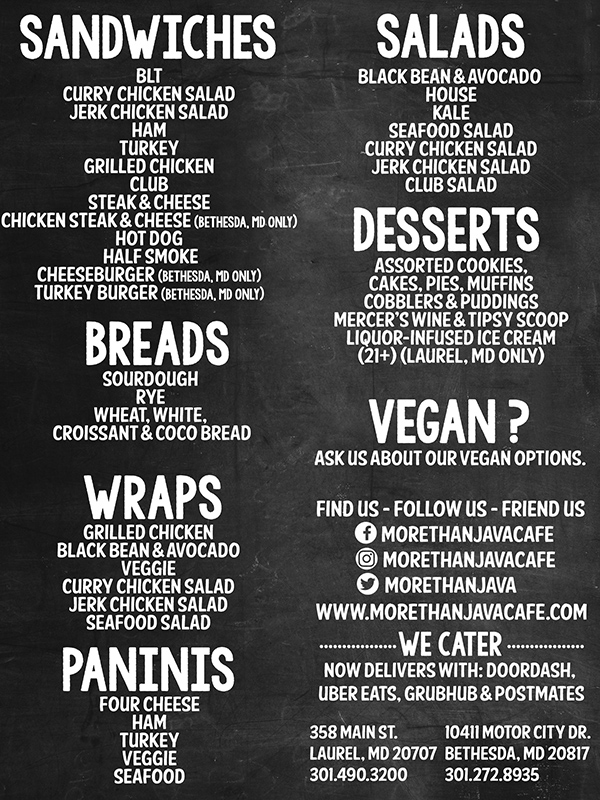 SANDWICHES
BLT
CURRY CHICKEN SALAD
JERK CHICKEN SALAD
HAM
TURKEY
GRILLED CHICKEN
CLUB
STEAK & CHEESE
CHICKEN STEAK & CHEESE (BETHESDA, MD ONLY)
HOT DOG
HALF SMOKE
CHEESEBURGER (BETHESDA, MD ONLY)
TURKEY BURGER (BETHESDA, MD ONLY)
BREADS
SOURDOUGH
RYE
WHEAT, WHITE,
CROISSANT & COCO BREAD
WRAPS
GRILLED CHICKEN
BLACK BEAN & AVOCADO
VEGGIE
CURRY CHICKEN SALAD
JERK CHICKEN SALAD
SEAFOOD SALAD
PANINIS
FOUR CHEESE
HAM
TURKEY
VEGGIE
SEAFOOD
SALADS
BLACK BEAN & AVOCADO
HOUSE
KALE
SEAFOOD SALAD
CURRY CHICKEN SALAD
JERK CHICKEN SALAD
CLUB SALAD
DESSERTS
ASSORTED COOKIES,
CAKES, PIES, MUFFINS
COBBLERS & PUDDINGS
MERCER'S WINE & TIPSY SCOOP
LIQUOR-INFUSED ICE CREAM
(21+) (LAUREL, MD ONLY)
VEGAN ?
ASK US ABOUT OUR VEGAN OPTIONS.
FIND US - FOLLOW US - FRIEND US
MORETHANJAVACAFE
MORETHANJAVACAFE
MORETHANJAVA
WWW.MORETHANJAVACAFE.COM
WE CATER
NOW DELIVERS WITH: DOORDASH,
UBER EATS, GRUBHUB & POSTMATES
358 MAIN ST.
LAUREL, MD 20707
301.490.3200
10411 MOTOR CITY DR.
BETHESDA, MD 20817
301.272.8935